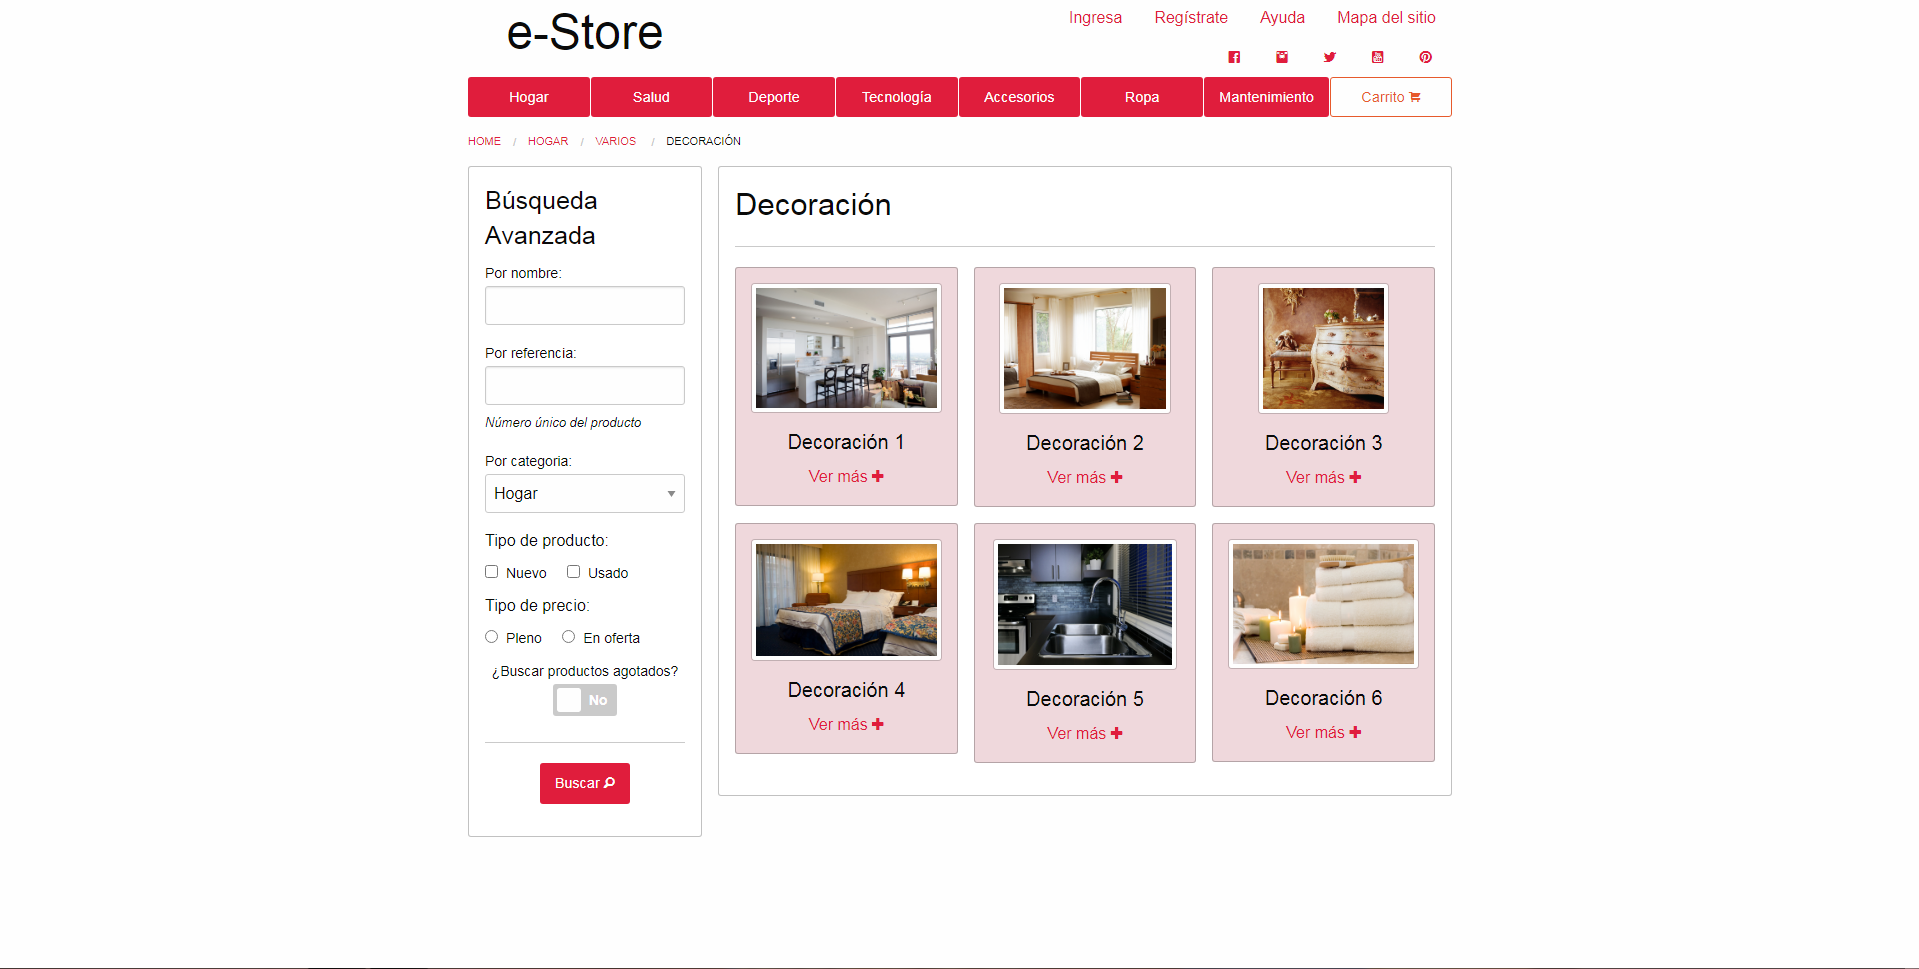 e-Store
Ingresa Regístrate Ayuda Mapa del sitio
Hogar Salud Deporte Tecnología Accesorios Ropa Mantenimiento Carrito
HOME / HOGAR / VARIOS / DECORACIÓN
Búsqueda
Avanzada
Por nombre:
Por referencia:
Número único del producto
Por categoria:
Hogar
Tipo de producto:
Nuevo Usado
Tipo de precio:
Pleno En oferta
¿Buscar productos agotados?
No
Buscar
Decoración
Decoración 1 Decoración 2 Decoración 3
Ver más Ver más Ver más
Decoración 4 Decoración 5 Decoración 6
Ver más Ver más Ver más